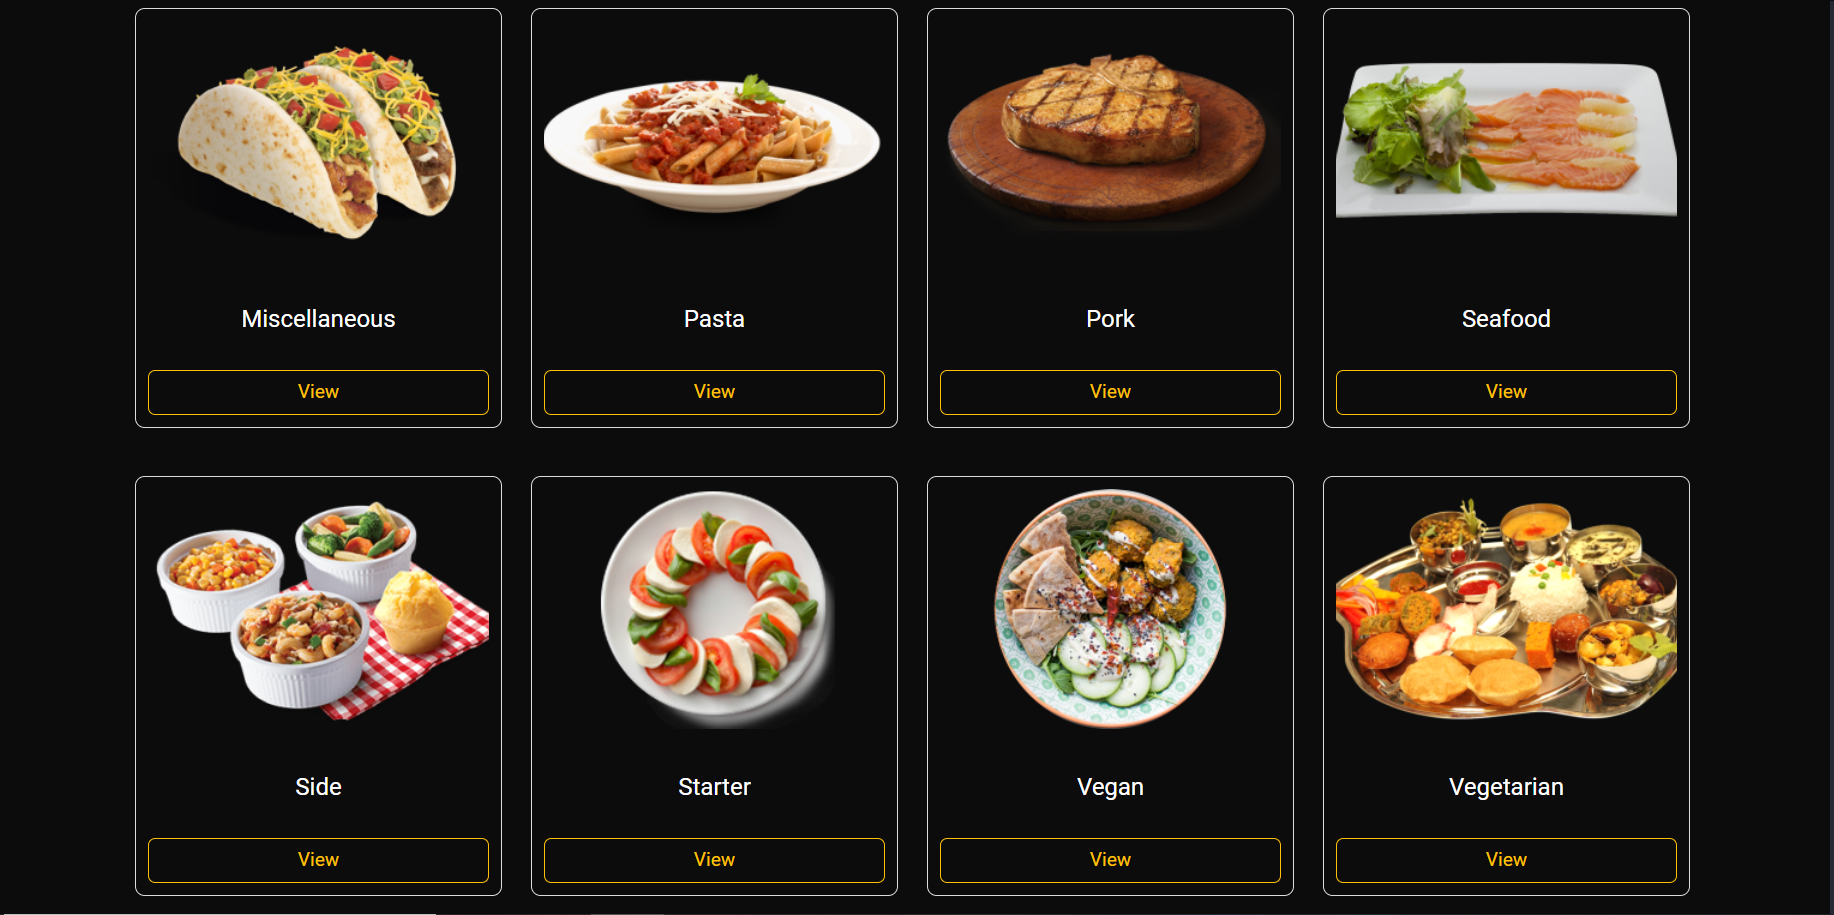 Miscellaneous
Pasta
Pork
Seafood
View
View
View
View
Side
Starter
Vegan
Vegetarian
View
View
View
View